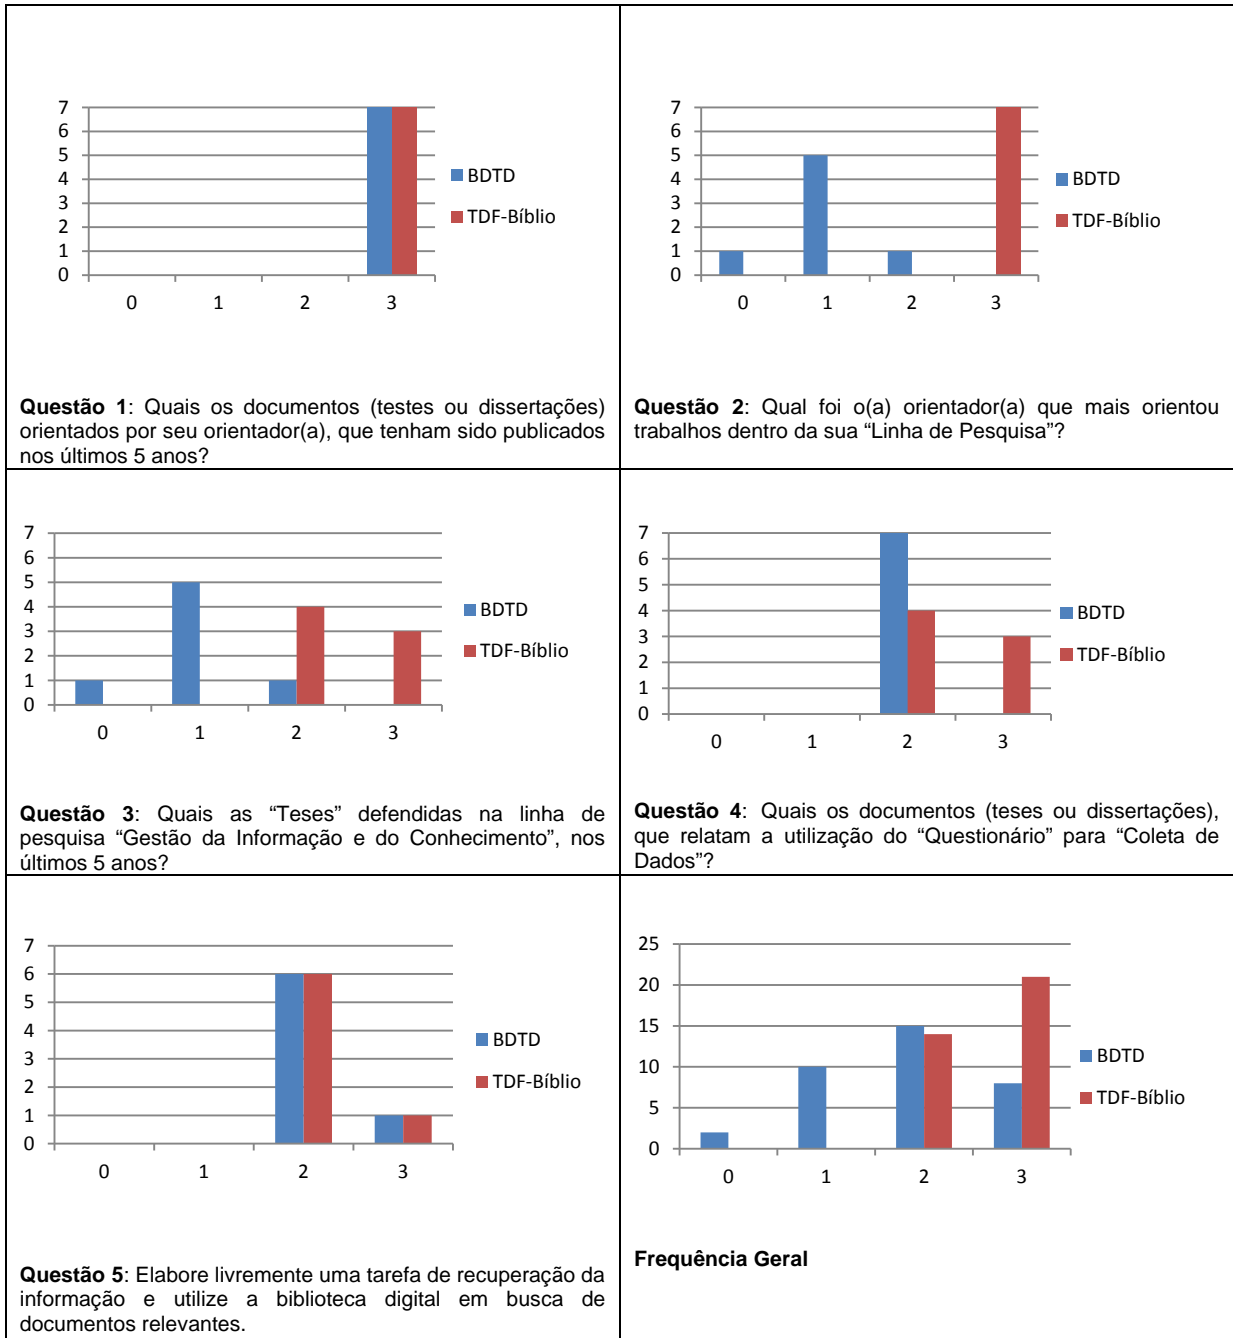 7
6
5
4
3
2
1
0
0 1 2 3
BDTD
TDF-Bíblio
Questão 1: Quais os documentos (testes ou dissertações)
orientados por seu orientador(a), que tenham sido publicados
nos últimos 5 anos?
7
6
5
4
3
2
1
0
0 1 2 3
BDTD
TDF-Bíblio
Questão 2: Qual foi o(a) orientador(a) que mais orientou
trabalhos dentro da sua “Linha de Pesquisa”?
7
6
5
4
3
2
1
0
0 1 2 3
BDTD
TDF-Bíblio
Questão 3: Quais as “Teses” defendidas na linha de
pesquisa “Gestão da Informação e do Conhecimento”, nos
últimos 5 anos?
7
6
5
4
3
2
1
0
0 1 2 3
BDTD
TDF-Bíblio
Questão 4: Quais os documentos (teses ou dissertações),
que relatam a utilização do “Questionário” para “Coleta de
Dados”?
7
6
5
4
3
2
1
0
0 1 2 3
BDTD
TDF-Bíblio
Questão 5: Elabore livremente uma tarefa de recuperação da
informação e utilize a biblioteca digital em busca de
documentos relevantes.
25
20
15
10
5
0
0 1 2 3
BDTD
TDF-Bíblio
Frequência Geral